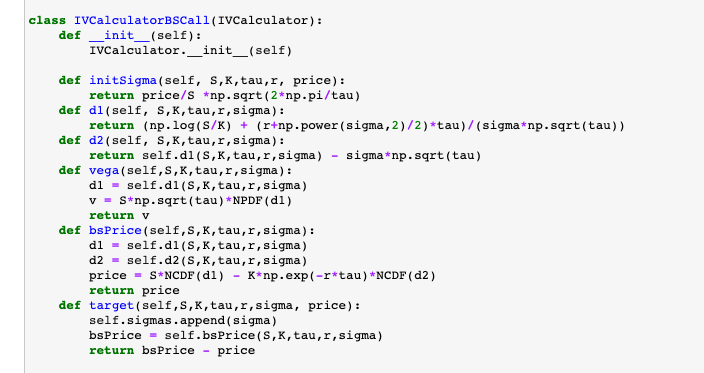 class IVCalculatorBSCall(IVCalculator):
    def __init__(self):
        IVCalculator.__init__(self)

    def initSigma(self, S,K,tau,r, price):
        return price/S *np.sqrt(2*np.pi/tau)
    def d1(self, S,K,tau,r,sigma):
        return (np.log(S/K) + (r+np.power(sigma,2)/2)*tau)/(sigma*np.sqrt(tau))
    def d2(self, S,K,tau,r,sigma):
        return self.d1(S,K,tau,r,sigma) - sigma*np.sqrt(tau)
    def vega(self,S,K,tau,r,sigma):
        d1 = self.d1(S,K,tau,r,sigma)
        v = S*np.sqrt(tau)*NPDF(d1)
        return v
    def bsPrice(self,S,K,tau,r,sigma):
        d1 = self.d1(S,K,tau,r,sigma)
        d2 = self.d2(S,K,tau,r,sigma)
        price = S*NCDF(d1) - K*np.exp(-r*tau)*NCDF(d2)
        return price
    def target(self,S,K,tau,r,sigma, price):
        self.sigmas.append(sigma)
        bsPrice = self.bsPrice(S,K,tau,r,sigma)
        return bsPrice - price